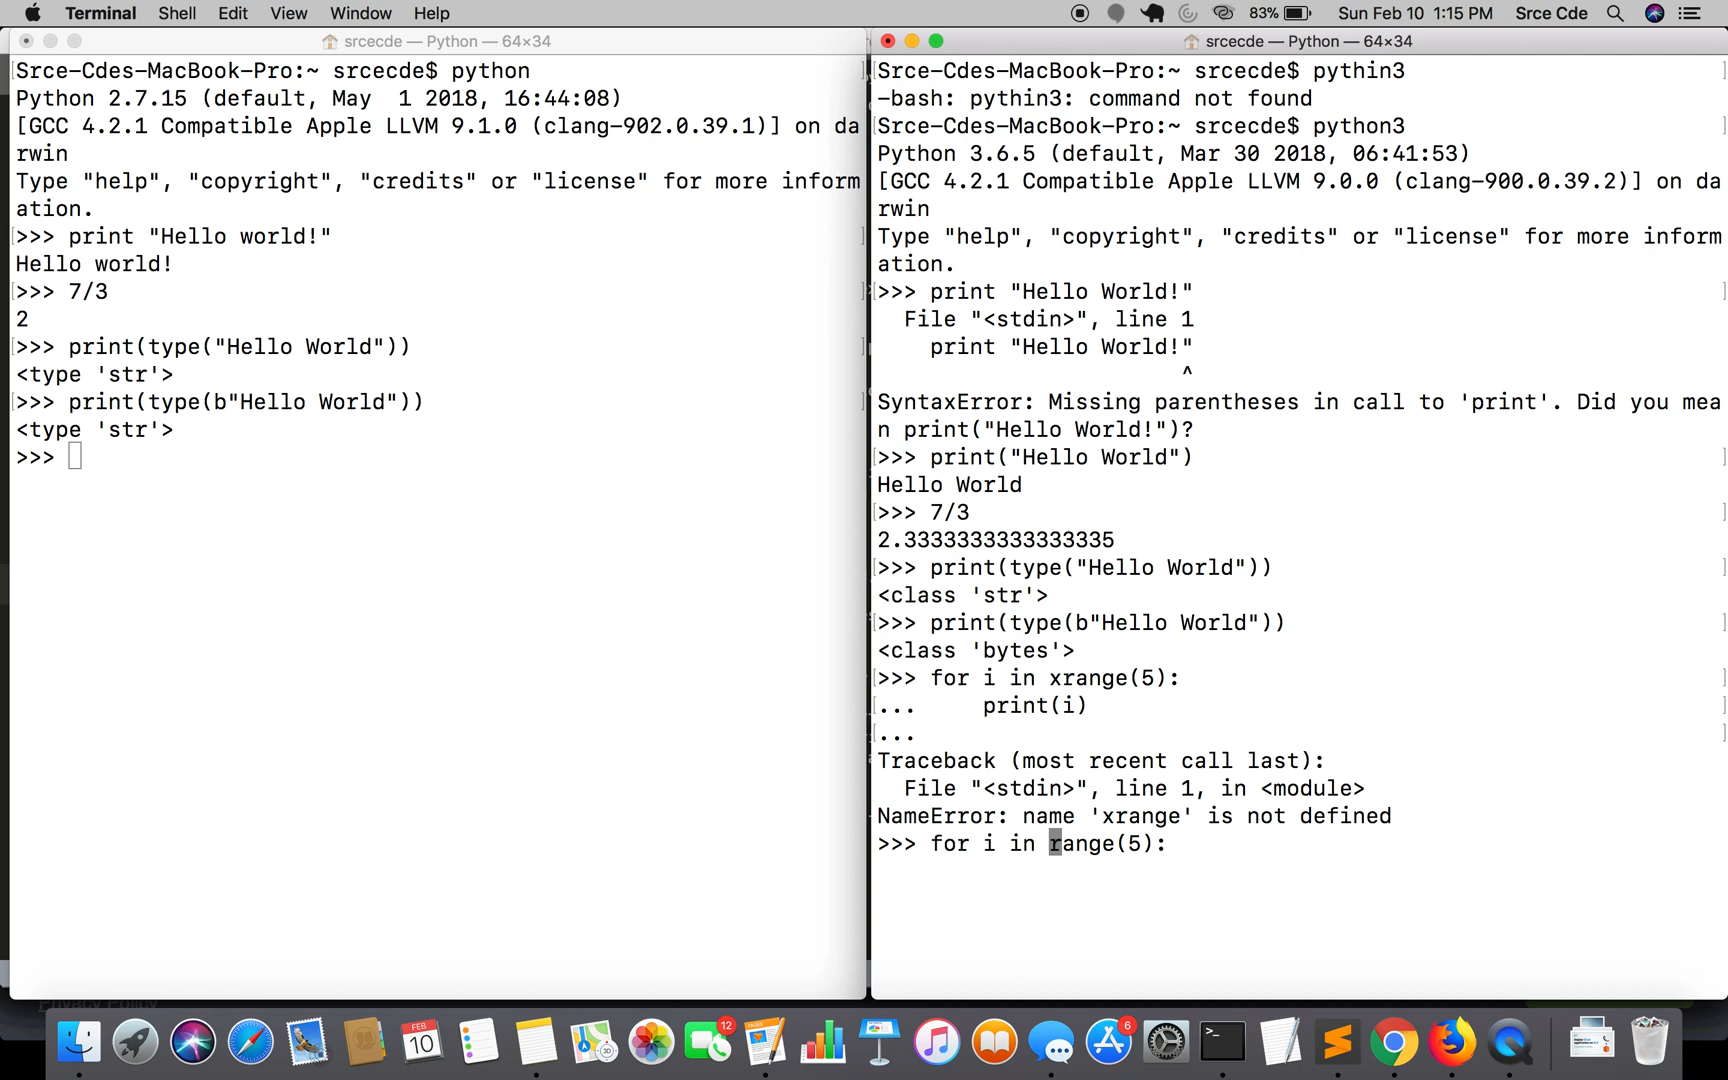 Terminal Shell Edit View Window Help 83% Sun Feb 10 1:15 PM Srce Cde
srcecde — Python — 64×34
Srce-Cdes-MacBook-Pro:~ srcecde$ python
Python 2.7.15 (default, May  1 2018, 16:44:08)
[GCC 4.2.1 Compatible Apple LLVM 9.1.0 (clang-902.0.39.1)] on da
rwin
Type "help", "copyright", "credits" or "license" for more inform
ation.
>>> print "Hello world!"
Hello world!
>>> 7/3
2
>>> print(type("Hello World"))
<type 'str'>
>>> print(type(b"Hello World"))
<type 'str'>
>>>
srcecde — Python — 64×34
Srce-Cdes-MacBook-Pro:~ srcecde$ pythin3
-bash: pythin3: command not found
Srce-Cdes-MacBook-Pro:~ srcecde$ python3
Python 3.6.5 (default, Mar 30 2018, 06:41:53)
[GCC 4.2.1 Compatible Apple LLVM 9.0.0 (clang-900.0.39.2)] on da
rwin
Type "help", "copyright", "credits" or "license" for more inform
ation.
>>> print "Hello World!"
  File "<stdin>", line 1
    print "Hello World!"
                       ^
SyntaxError: Missing parentheses in call to 'print'. Did you mea
n print("Hello World!")?
>>> print("Hello World")
Hello World
>>> 7/3
2.3333333333333335
>>> print(type("Hello World"))
<class 'str'>
>>> print(type(b"Hello World"))
<class 'bytes'>
>>> for i in xrange(5):
...     print(i)
...
Traceback (most recent call last):
  File "<stdin>", line 1, in <module>
NameError: name 'xrange' is not defined
>>> for i in range(5):
Privacy Policy
FEB
10
12
3D
6
>_